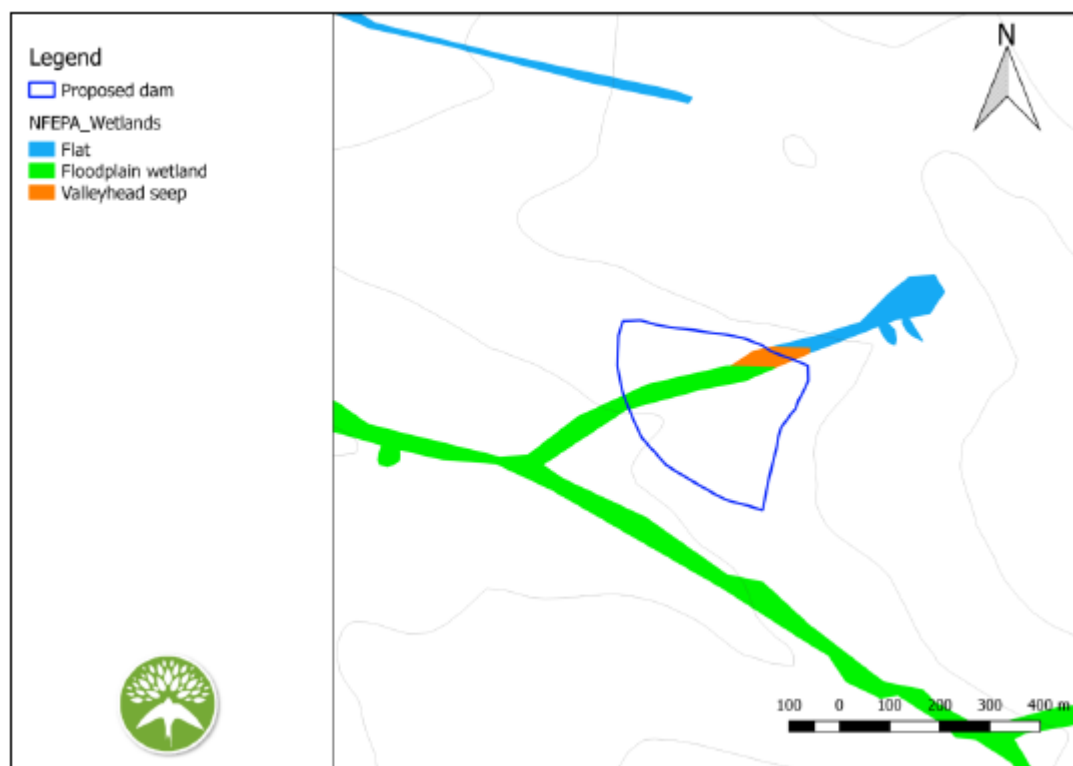 Legend
Proposed dam
NFEPA_Wetlands
Flat
Floodplain wetland
Valleyhead seep
N
100 0 100 200 300 400 m